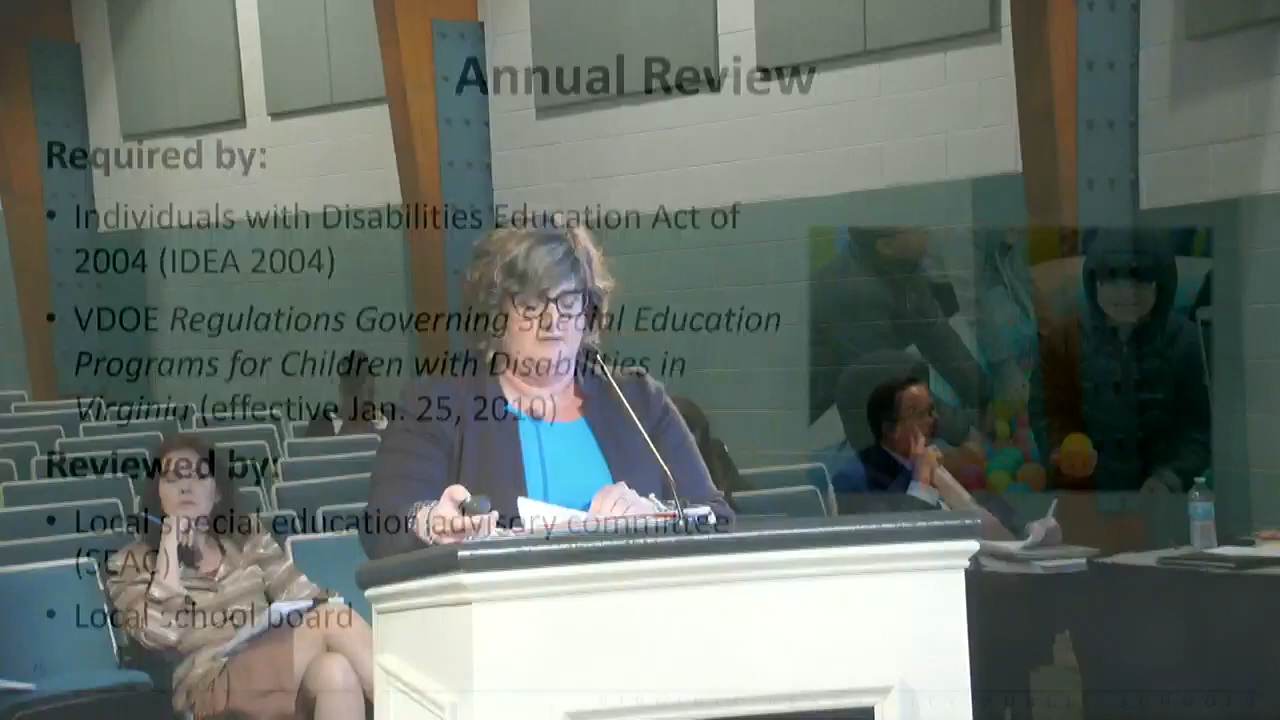 Annual Review
Required by:
• Individuals with Disabilities Education Act of
2004 (IDEA 2004)
• VDOE Regulations Governing Special Education
Programs for Children with Disabilities in
Virginia (effective Jan. 25, 2010)
Reviewed by:
• Local special education advisory committee
(SEAC)
• Local school board